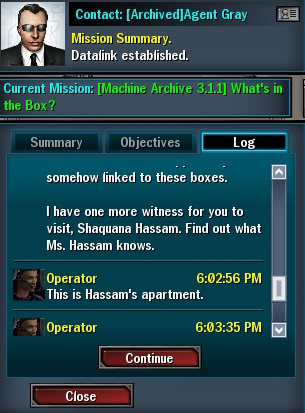 Contact: [Archived]Agent Gray
Mission Summary.
Datalink established.
Current Mission: [Machine Archive 3.1.1] What's in
the Box?
Summary
Objectives
Log
somehow linked to these boxes.
I have one more witness for you to
visit, Shaquana Hassam. Find out what
Ms. Hassam knows.
Operator 6:02:56 PM
This is Hassam's apartment.
Operator 6:03:35 PM
Continue
Close